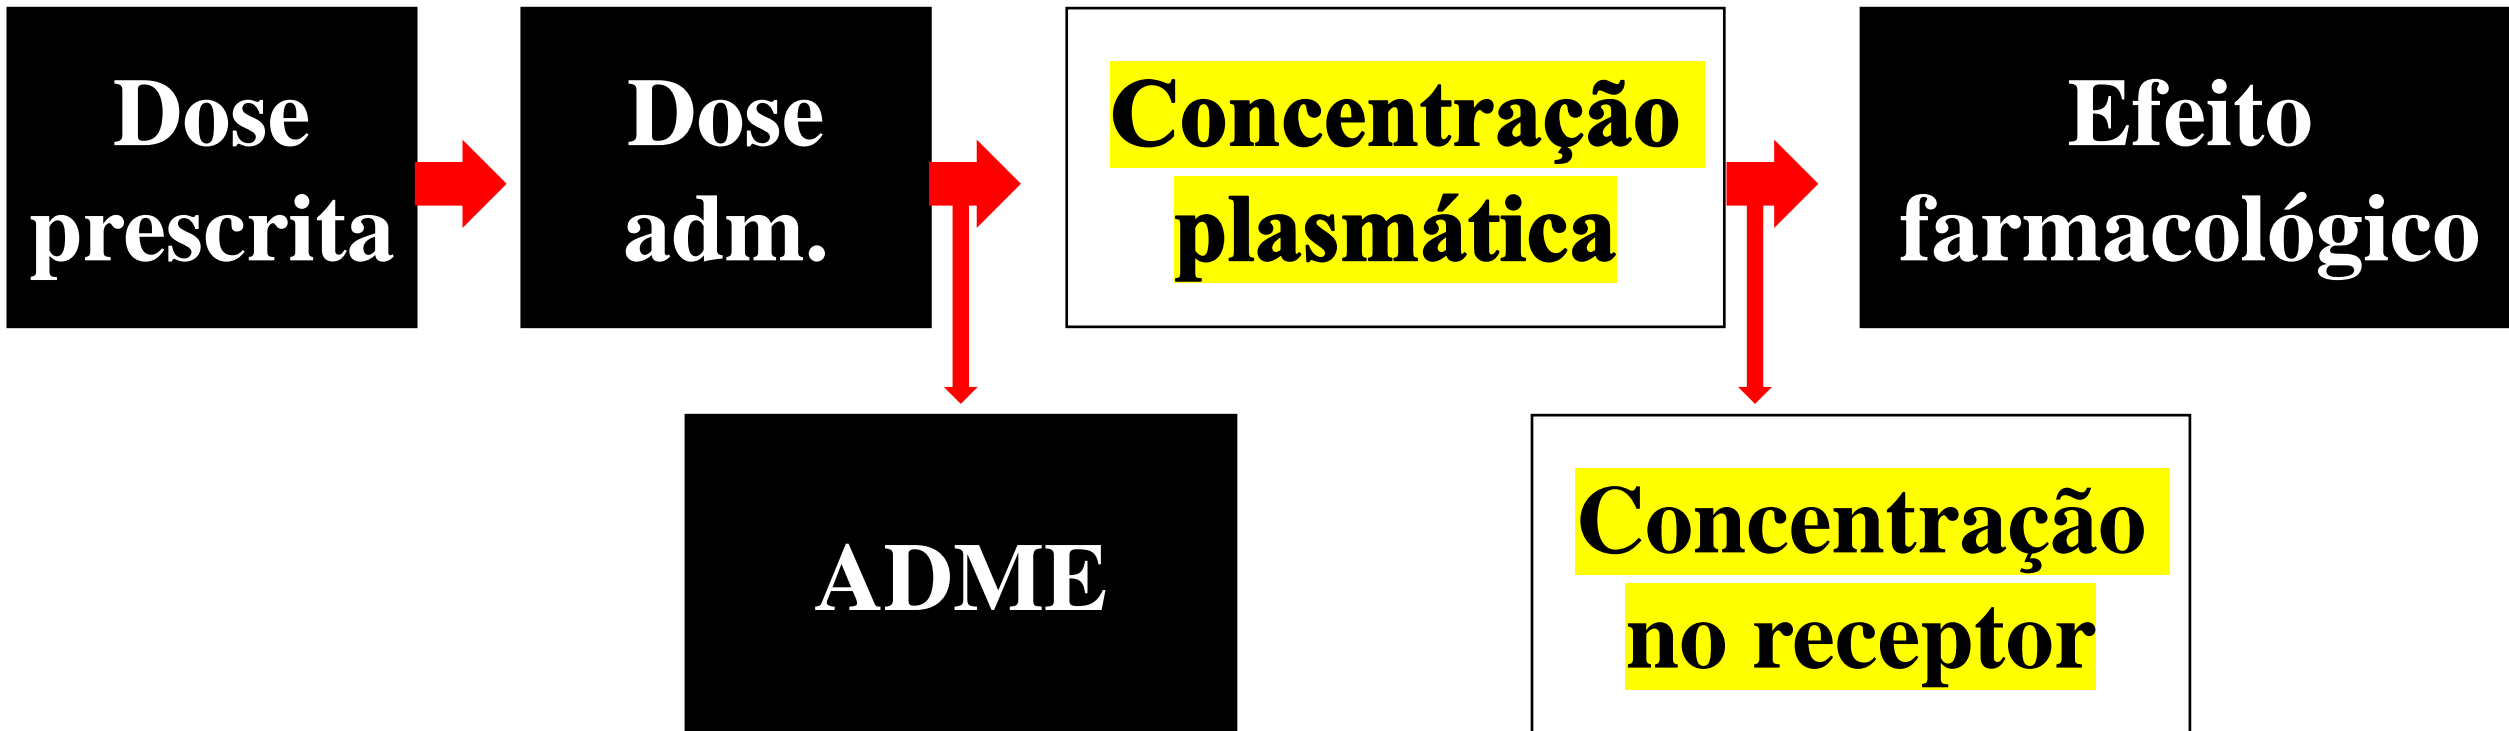 Dose
prescrita
Dose
adm.
Concentração
plasmática
Efeito
farmacológico
ADME
Concentração
no receptor